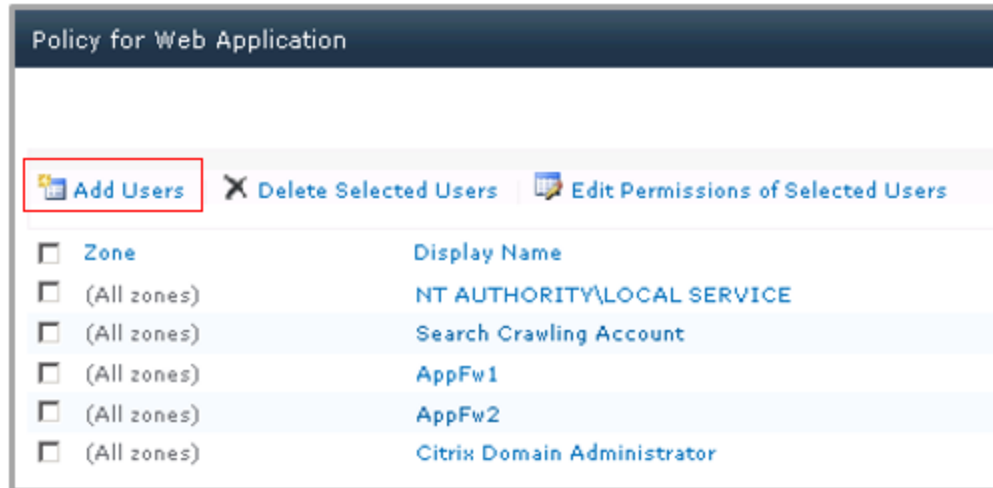 Policy for Web Application
Add Users Delete Selected Users Edit Permissions of Selected Users
Zone Display Name
(All zones) NT AUTHORITY\LOCAL SERVICE
(All zones) Search Crawling Account
(All zones) AppFw1
(All zones) AppFw2
(All zones) Citrix Domain Administrator